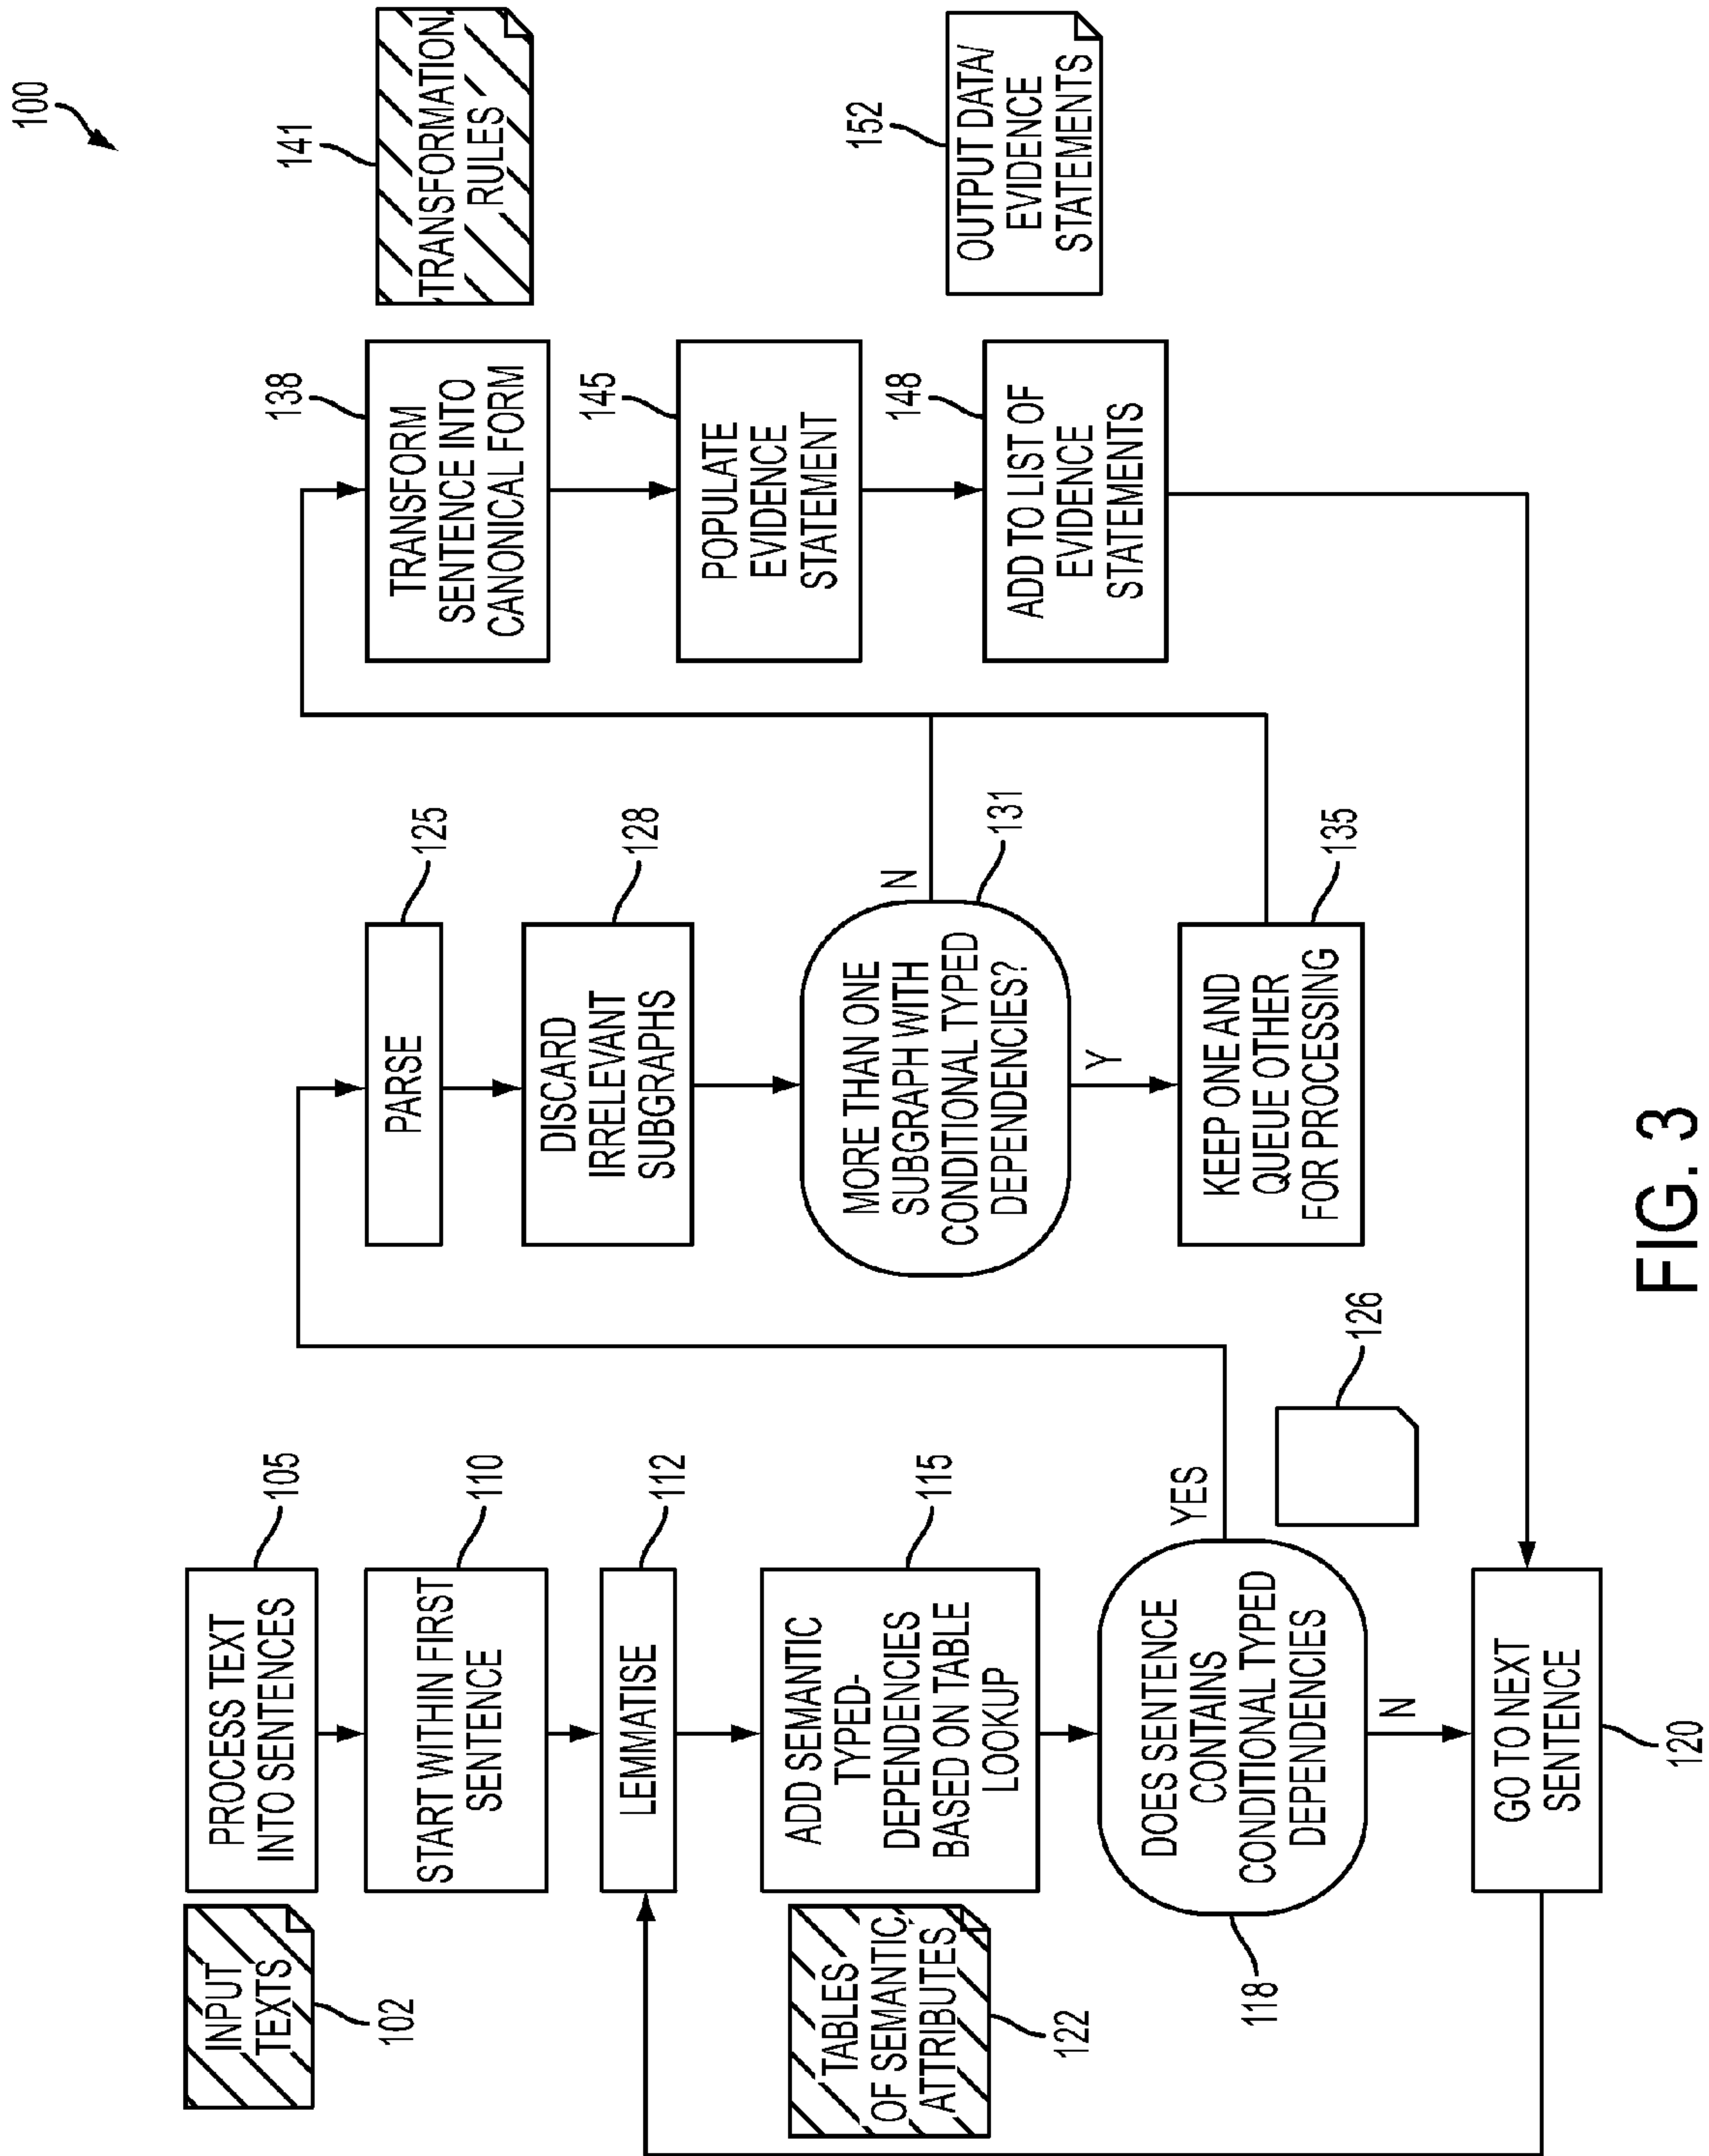 100
INPUT
TEXTS
102
PROCESS TEXT
INTO SENTENCES
105
START WITHIN FIRST
SENTENCE
110
LEMMATISE
112
TABLES
OF SEMANTIC
ATTRIBUTES
122
ADD SEMANTIC
TYPED-
DEPENDENCIES
BASED ON TABLE
LOOKUP
115
DOES SENTENCE
CONTAINS
CONDITIONAL TYPED
DEPENDENCIES
118
YES
N
126
GO TO NEXT
SENTENCE
120
PARSE
125
DISCARD
IRRELEVANT
SUBGRAPHS
128
MORE THAN ONE
SUBGRAPH WITH
CONDITIONAL TYPED
DEPENDENCIES?
131
N
Y
KEEP ONE AND
QUEUE OTHER
FOR PROCESSING
135
TRANSFORM
SENTENCE INTO
CANONICAL FORM
138
TRANSFORMATION
RULES
141
POPULATE
EVIDENCE
STATEMENT
145
ADD TO LIST OF
EVIDENCE
STATEMENTS
148
OUTPUT DATA/
EVIDENCE
STATEMENTS
152
FIG. 3